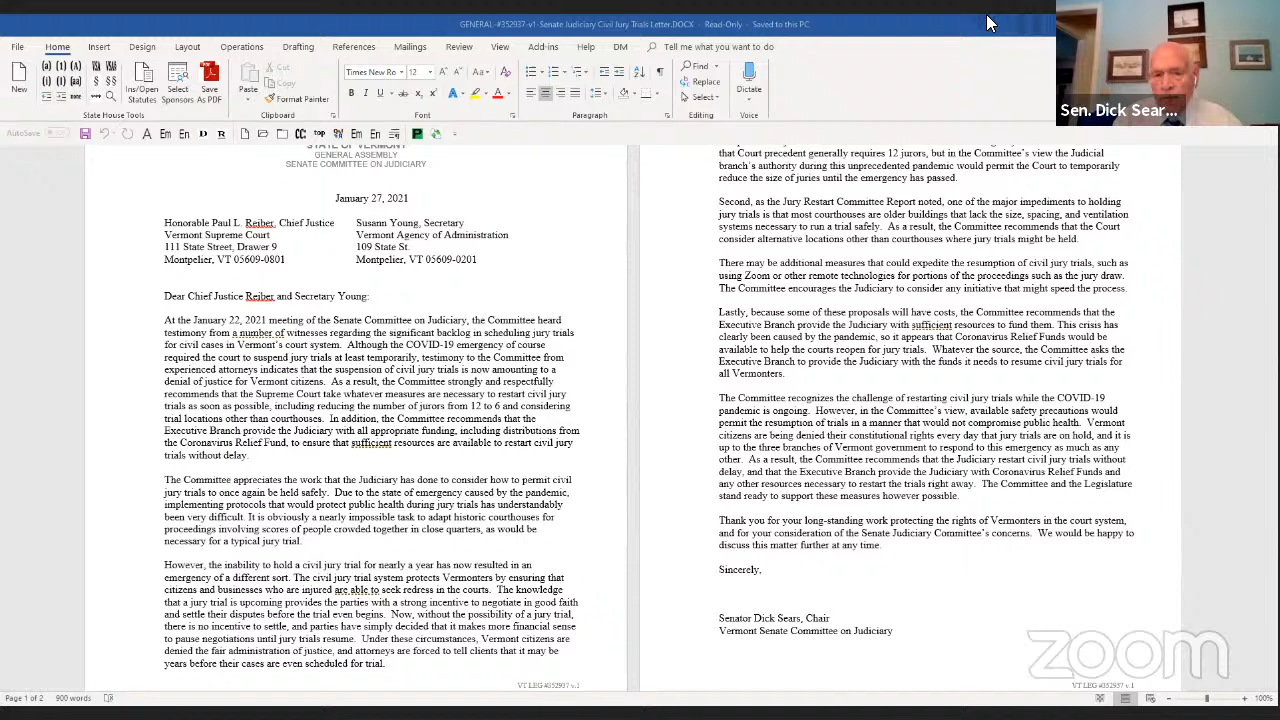 GENERAL-#352937-v1-Senate Judiciary Civil Jury Trials Letter.DOCX - Read-Only - Saved to this PC
File Home Insert Design Layout Operations Drafting References Mailings Review View Add-ins Help DM Tell me what you want to do
New
Ins/Open Statutes
Select Sponsors
Save As PDF
State House Tools
Paste
Cut
Copy
Format Painter
Clipboard
Times New Ro 12
Font
Paragraph
Find
Replace
Select
Editing
Dictate
Voice
Sen. Dick Sear...
AutoSave Off
STATE OF VERMONT
GENERAL ASSEMBLY
SENATE COMMITTEE ON JUDICIARY
January 27, 2021
Honorable Paul L. Reiber, Chief Justice Susann Young, Secretary
Vermont Supreme Court Vermont Agency of Administration
111 State Street, Drawer 9 109 State St.
Montpelier, VT 05609-0801 Montpelier, VT 05609-0201
Dear Chief Justice Reiber and Secretary Young:
At the January 22, 2021 meeting of the Senate Committee on Judiciary, the Committee heard
testimony from a number of witnesses regarding the significant backlog in scheduling jury trials
for civil cases in Vermont's court system. Although the COVID-19 emergency of course
required the court to suspend jury trials at least temporarily, testimony to the Committee from
experienced attorneys indicates that the suspension of civil jury trials is now amounting to a
denial of justice for Vermont citizens. As a result, the Committee strongly and respectfully
recommends that the Supreme Court take whatever measures are necessary to restart civil jury
trials as soon as possible, including reducing the number of jurors from 12 to 6 and considering
trial locations other than courthouses. In addition, the Committee recommends that the
Executive Branch provide the Judiciary with all appropriate funding, including distributions from
the Coronavirus Relief Fund, to ensure that sufficient resources are available to restart civil jury
trials without delay.
The Committee appreciates the work that the Judiciary has done to consider how to permit civil
jury trials to once again be held safely. Due to the state of emergency caused by the pandemic,
implementing protocols that would protect public health during jury trials has understandably
been very difficult. It is obviously a nearly impossible task to adapt historic courthouses for
proceedings involving scores of people crowded together in close quarters, as would be
necessary for a typical jury trial.
However, the inability to hold a civil jury trial for nearly a year has now resulted in an
emergency of a different sort. The civil jury trial system protects Vermonters by ensuring that
citizens and businesses who are injured are able to seek redress in the courts. The knowledge
that a jury trial is upcoming provides the parties with a strong incentive to negotiate in good faith
and settle their disputes before the trial even begins. Now, without the possibility of a jury trial,
there is no incentive to settle, and parties have simply decided that it makes more financial sense
to pause negotiations until jury trials resume. Under these circumstances, Vermont citizens are
denied the fair administration of justice, and attorneys are forced to tell clients that it may be
years before their cases are even scheduled for trial.
VT LEG #352937 v.1
that Court precedent generally requires 12 jurors, but in the Committee's view the Judicial
branch's authority during this unprecedented pandemic would permit the Court to temporarily
reduce the size of juries until the emergency has passed.
Second, as the Jury Restart Committee Report noted, one of the major impediments to holding
jury trials is that most courthouses are older buildings that lack the size, spacing, and ventilation
systems necessary to run a trial safely. As a result, the Committee recommends that the Court
consider alternative locations other than courthouses where jury trials might be held.
There may be additional measures that could expedite the resumption of civil jury trials, such as
using Zoom or other remote technologies for portions of the proceedings such as the jury draw.
The Committee encourages the Judiciary to consider any initiative that might speed the process.
Lastly, because some of these proposals will have costs, the Committee recommends that the
Executive Branch provide the Judiciary with sufficient resources to fund them. This crisis has
clearly been caused by the pandemic, so it appears that Coronavirus Relief Funds would be
available to help the courts reopen for jury trials. Whatever the source, the Committee asks the
Executive Branch to provide the Judiciary with the funds it needs to resume civil jury trials for
all Vermonters.
The Committee recognizes the challenge of restarting civil jury trials while the COVID-19
pandemic is ongoing. However, in the Committee's view, available safety precautions would
permit the resumption of trials in a manner that would not compromise public health. Vermont
citizens are being denied their constitutional rights every day that jury trials are on hold, and it is
up to the three branches of Vermont government to respond to this emergency as much as any
other. As a result, the Committee recommends that the Judiciary restart civil jury trials without
delay, and that the Executive Branch provide the Judiciary with Coronavirus Relief Funds and
any other resources necessary to restart the trials right away. The Committee and the Legislature
stand ready to support these measures however possible.
Thank you for your long-standing work protecting the rights of Vermonters in the court system,
and for your consideration of the Senate Judiciary Committee's concerns. We would be happy to
discuss this matter further at any time.
Sincerely,
Senator Dick Sears, Chair
Vermont Senate Committee on Judiciary
VT LEG #352937 v.1
zoom
Page 1 of 2 900 words
100%